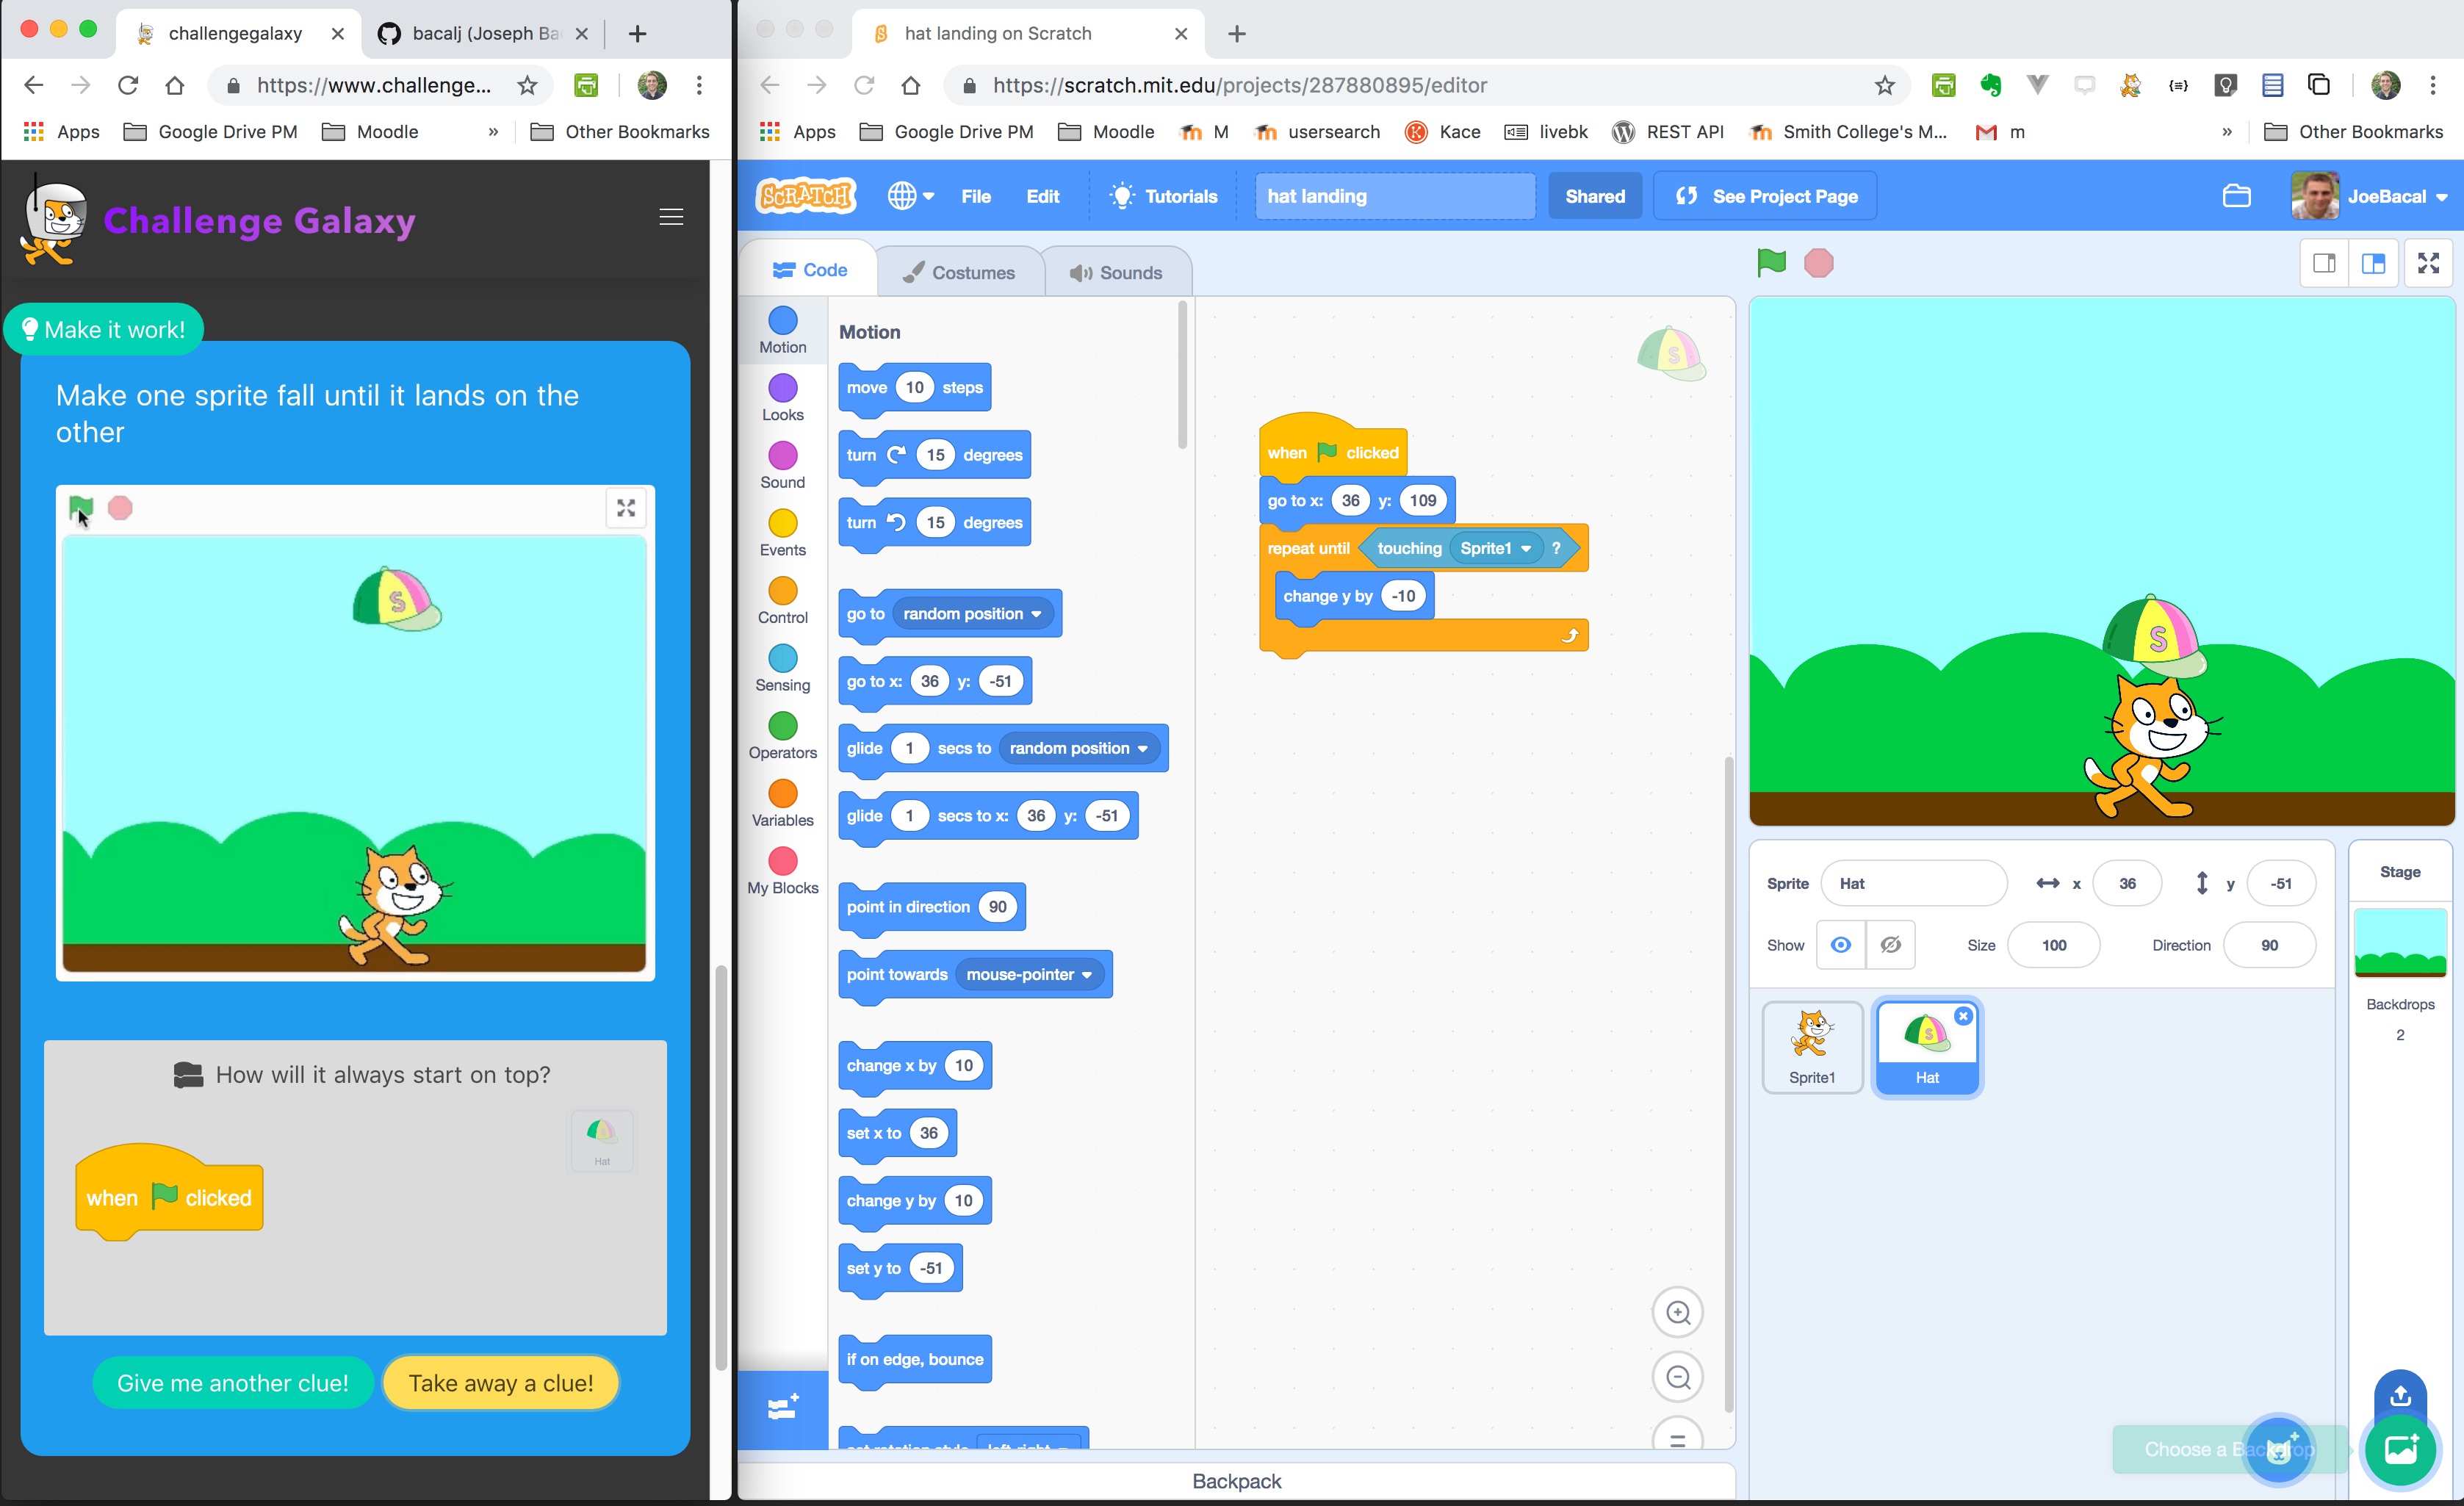 challengegalaxy
bacalj (Joseph Ba
https://www.challenge...
Apps
Google Drive PM
Moodle
»
Other Bookmarks
Challenge Galaxy
Make it work!
Make one sprite fall until it lands on the
other
S
How will it always start on top?
Hat
when clicked
Give me another clue!
Take away a clue!
hat landing on Scratch
https://scratch.mit.edu/projects/287880895/editor
Apps
Google Drive PM
Moodle
M
usersearch
Kace
livebk
REST API
Smith College's M...
m
»
Other Bookmarks
SCRATCH
File
Edit
Tutorials
hat landing
Shared
See Project Page
JoeBacal
Code
Costumes
Sounds
Motion
Looks
Sound
Events
Control
Sensing
Operators
Variables
My Blocks
Motion
move 10 steps
turn 15 degrees
turn 15 degrees
go to random position
go to x: 36 y: -51
glide 1 secs to random position
glide 1 secs to x: 36 y: -51
point in direction 90
point towards mouse-pointer
change x by 10
set x to 36
change y by 10
set y to -51
if on edge, bounce
set rotation style left-right
S
when clicked
go to x: 36 y: 109
repeat until touching Sprite1 ?
change y by -10
S
Sprite Hat x 36 y -51
Show Size 100 Direction 90
Sprite1
Hat
Stage
Backdrops
2
Choose a Backdrop
Backpack